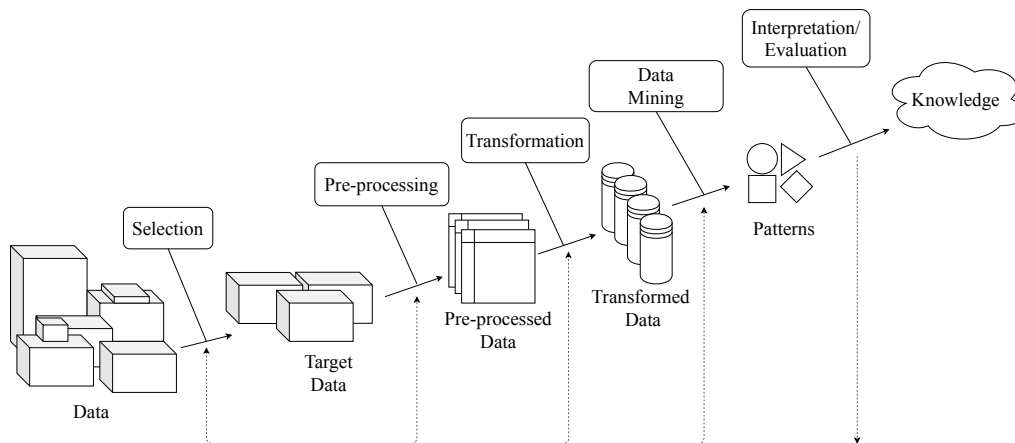 Interpretation/
Evaluation
Data
Mining
Knowledge
Transformation
Pre-processing
Selection
Patterns
Transformed
Data
Pre-processed
Data
Target
Data
Data